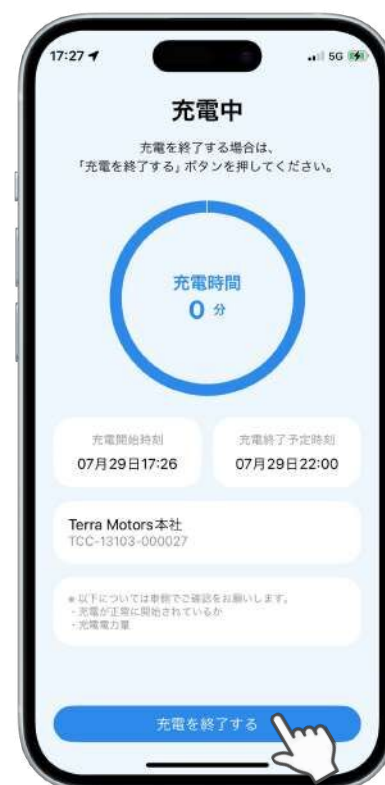 17:27 5G
充電中
充電を終了する場合は、
「充電を終了する」ボタンを押してください。
充電時間
0 分
充電開始時刻
07月29日17:26
充電終了予定時刻
07月29日22:00
Terra Motors本社
TCC-13103-000027
※以下については車側でご確認をお願いします。
・充電が正常に開始されているか
・充電電力量
充電を終了する